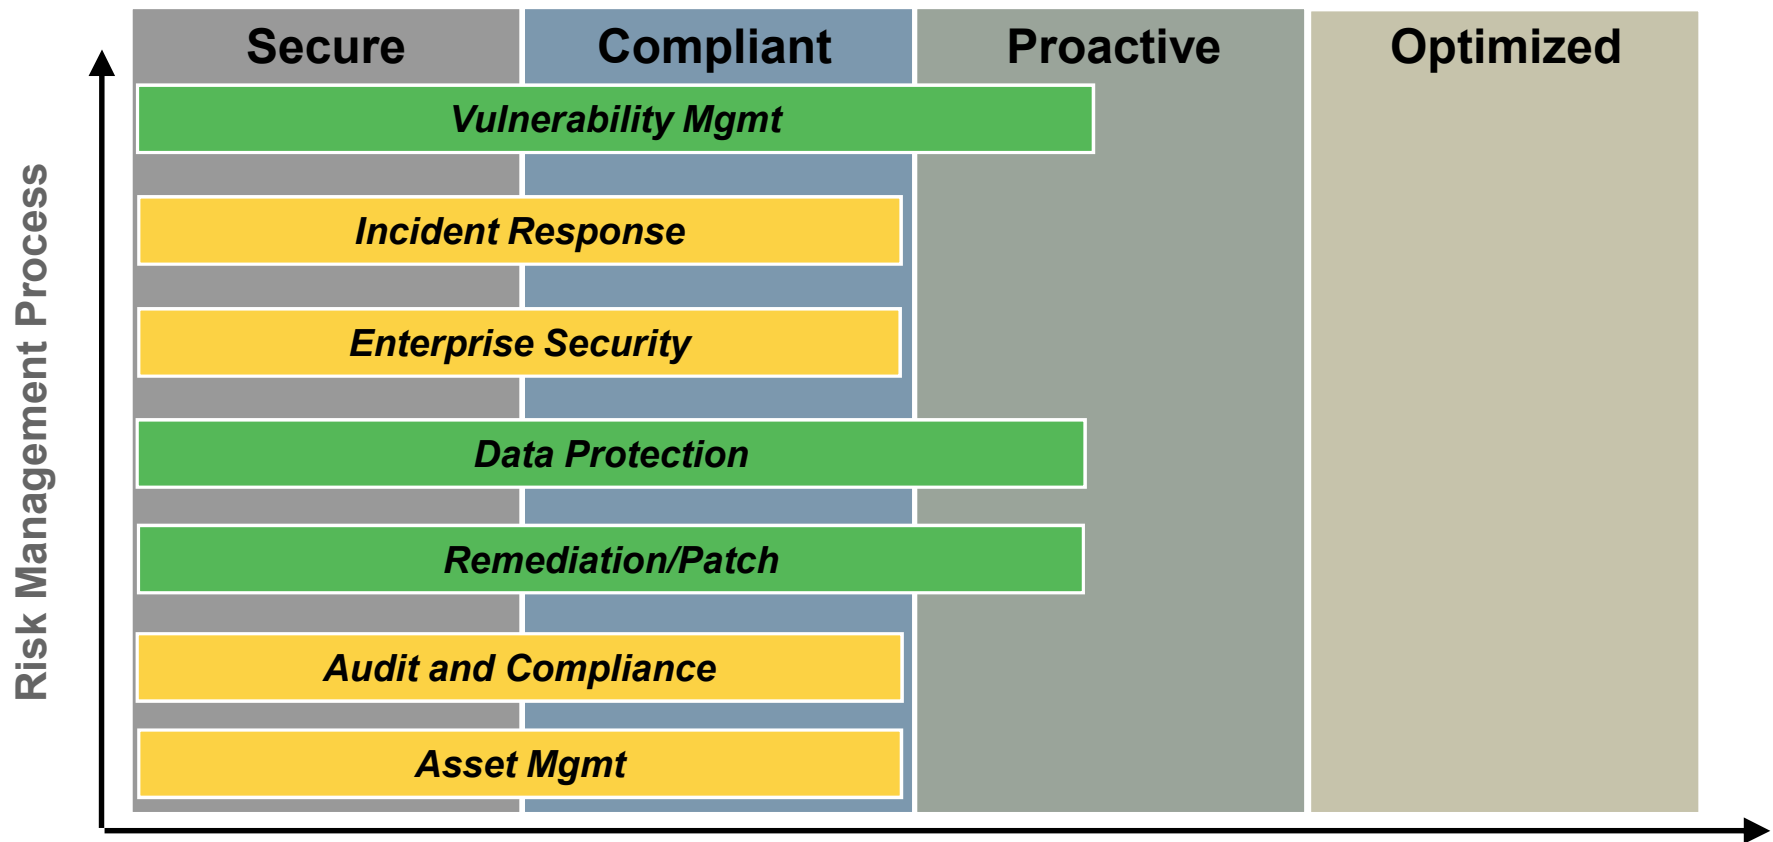 Secure
Compliant
Proactive
Optimized
Risk Management Process
Vulnerability Mgmt
Incident Response
Enterprise Security
Data Protection
Remediation/Patch
Audit and Compliance
Asset Mgmt